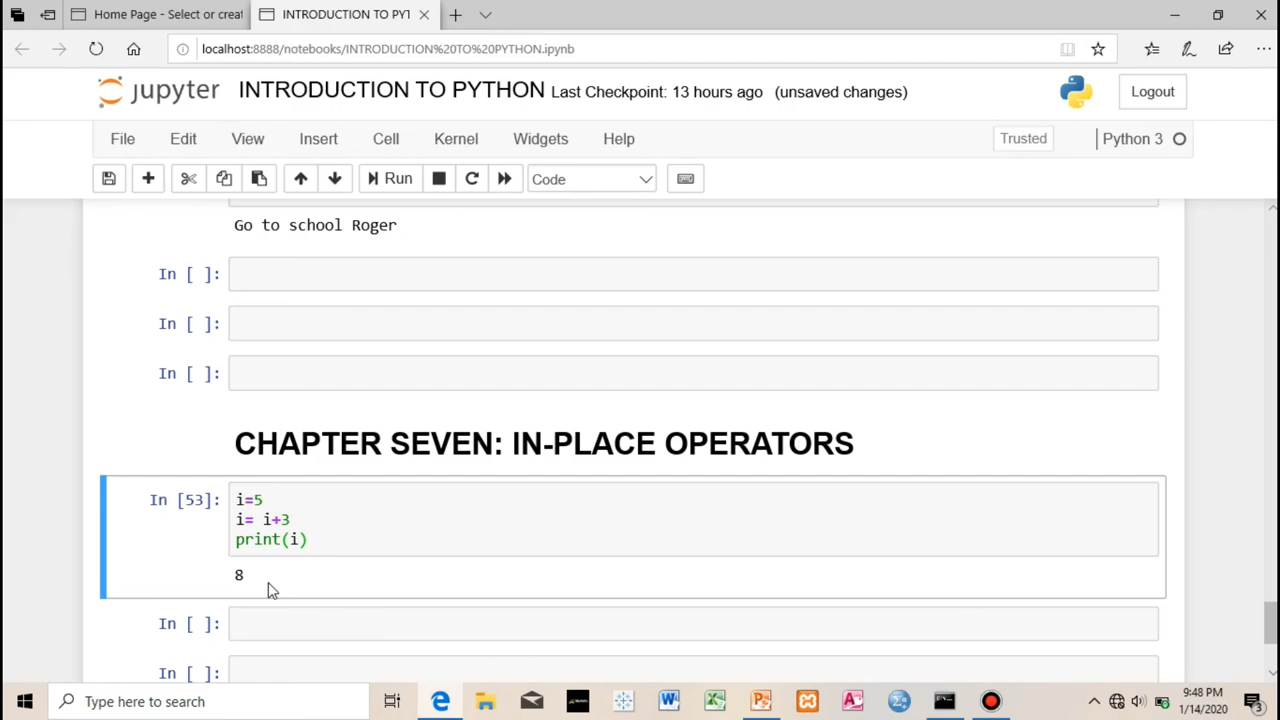 Home Page - Select or creat
INTRODUCTION TO PYT
localhost:8888/notebooks/INTRODUCTION%20TO%20PYTHON.ipynb
jupyter INTRODUCTION TO PYTHON Last Checkpoint: 13 hours ago (unsaved changes)
Logout
File Edit View Insert Cell Kernel Widgets Help
Trusted
Python 3
Run
Code
Go to school Roger
In [ ]:
In [ ]:
In [ ]:
CHAPTER SEVEN: IN-PLACE OPERATORS
In [53]:
i=5
i= i+3
print(i)
8
In [ ]:
In [ ]:
Type here to search
9:48 PM
1/14/2020
3